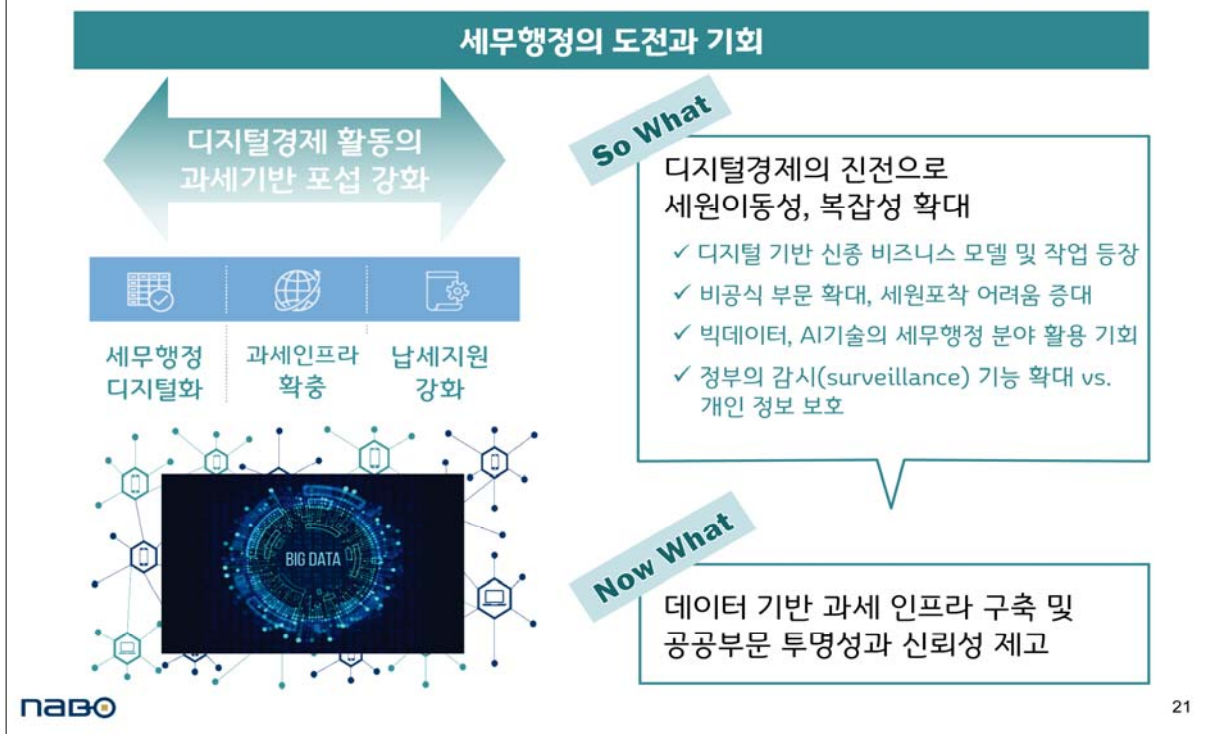 세무행정의 도전과 기회
디지털경제 활동의
과세기반 포섭 강화
세무행정
디지털화
과세인프라
확충
납세지원
강화
BIG DATA
So What
디지털경제의 진전으로
세원이동성, 복잡성 확대
✓ 디지털 기반 신종 비즈니스 모델 및 작업 등장
✓ 비공식 부문 확대, 세원포착 어려움 증대
✓ 빅데이터, AI기술의 세무행정 분야 활용 기회
✓ 정부의 감시(surveillance) 기능 확대 vs.
개인 정보 보호
Now What
데이터 기반 과세 인프라 구축 및
공공부문 투명성과 신뢰성 제고
nabo
21